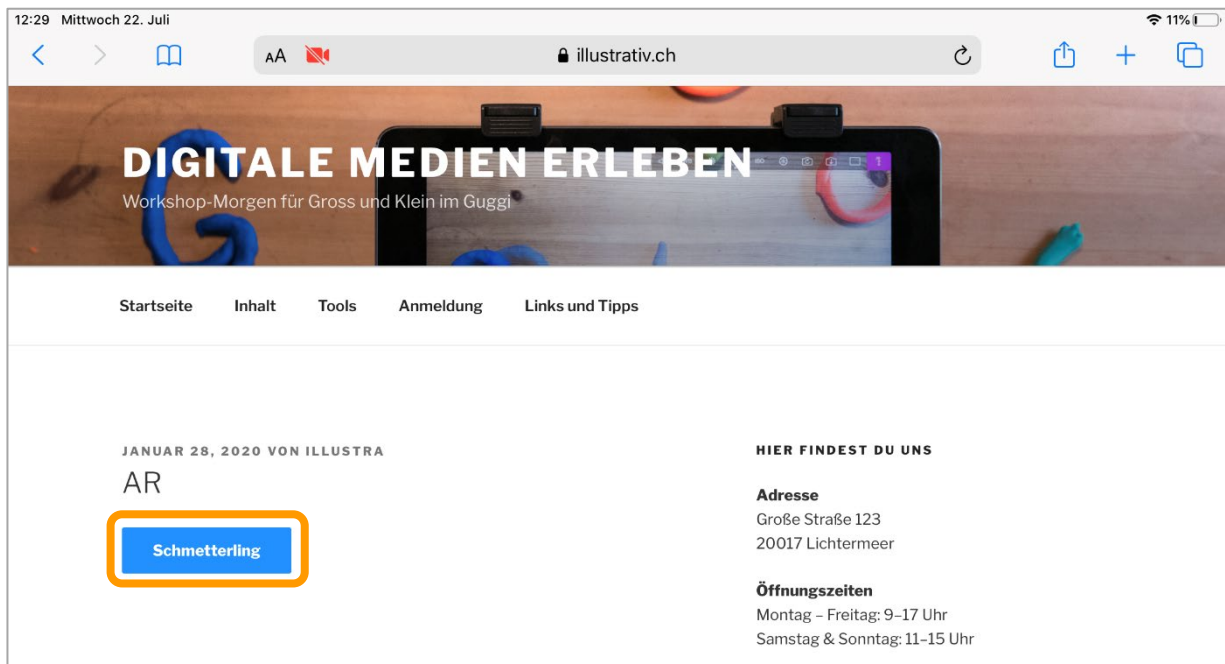 12:29 Mittwoch 22. Juli
11%
AA
illustrativ.ch
DIGITALE MEDIEN ERLEBEN
Workshop-Morgen für Gross und Klein im Guggi
Startseite Inhalt Tools Anmeldung Links und Tipps
JANUAR 28, 2020 VON ILLUSTRA
AR
Schmetterling
HIER FINDEST DU UNS
Adresse
Große Straße 123
20017 Lichtermeer
Öffnungszeiten
Montag – Freitag: 9–17 Uhr
Samstag & Sonntag: 11–15 Uhr